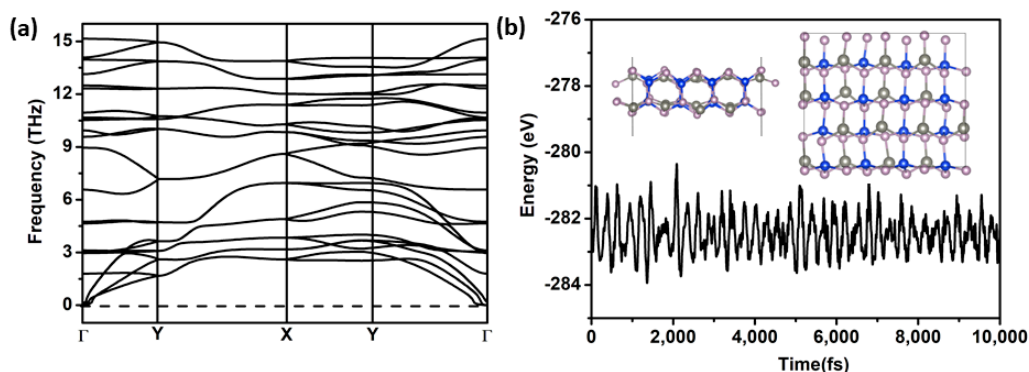 (a)
Frequency (THz)
15
12
9
6
3
0
Γ Y X Y Γ
(b)
Energy (eV)
-276
-278
-280
-282
-284
0 2,000 4,000 6,000 8,000 10,000
Time(fs)